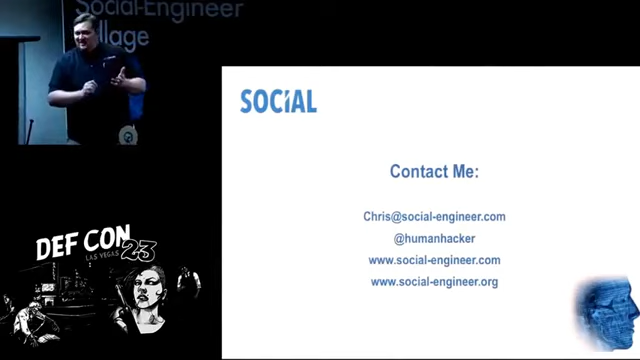 Social-Engineer
Village
SOCIAL
Contact Me:
Chris@social-engineer.com
@humanhacker
www.social-engineer.com
www.social-engineer.org
DEF CON
23
LAS VEGAS